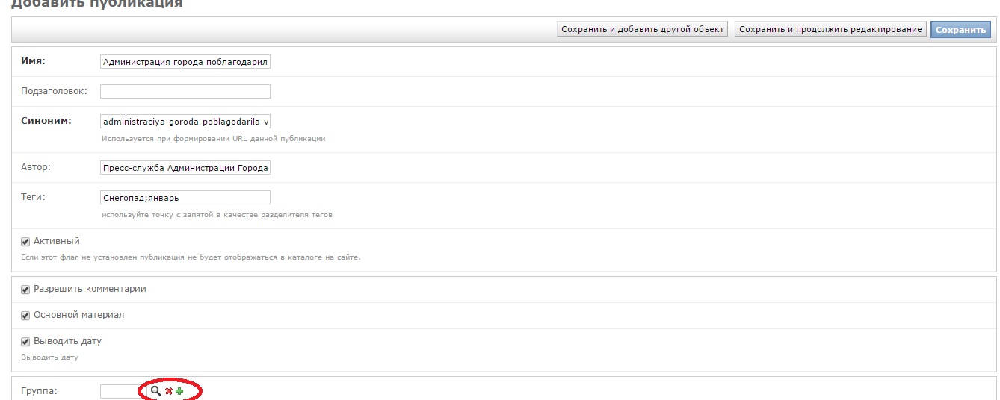 Добавить публикация
Сохранить и добавить другой объект Сохранить и продолжить редактирование Сохранить
Имя: Администрация города поблагодарил
Подзаголовок:
Синоним: administraciya-goroda-poblagodarila-v
Используется при формировании URL данной публикации
Автор: Пресс-служба Администрации Города
Теги: Снегопад;январь
используйте точку с запятой в качестве разделителя тегов
Активный
Если этот флаг не установлен публикация не будет отображаться в каталоге на сайте.
Разрешить комментарии
Основной материал
Выводить дату
Выводить дату
Группа: